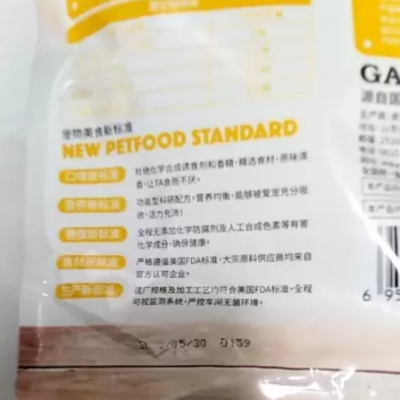 宠物美食新标准
NEW PETFOOD STANDARD
口味新标准
杜绝化学合成诱食剂和香精,精选食材,原味清
香,让TA食而不厌。
营养新标准
功能型科研配方,营养均衡,能够被爱宠充分吸
收,活力充沛!
健康新标准
全程无添加化学防腐剂及人工合成色素等有害
化学成分,确保健康。
食材新标准
严格遵循美国FDA标准,大宗原料供应商均来自
官方认可企业。
生产新标准
工厂规格及加工工艺均符合美国FDA标准,全程
可视监测系统,严控车间无菌环境。
/05/30 0159
GA
源自国
6 95